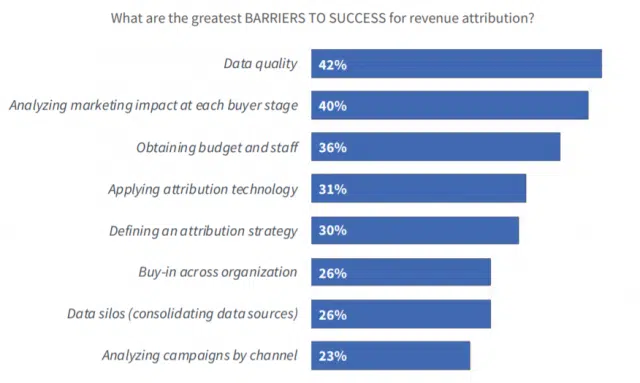 What are the greatest BARRIERS TO SUCCESS for revenue attribution?
Data quality 42%
Analyzing marketing impact at each buyer stage 40%
Obtaining budget and staff 36%
Applying attribution technology 31%
Defining an attribution strategy 30%
Buy-in across organization 26%
Data silos (consolidating data sources) 26%
Analyzing campaigns by channel 23%